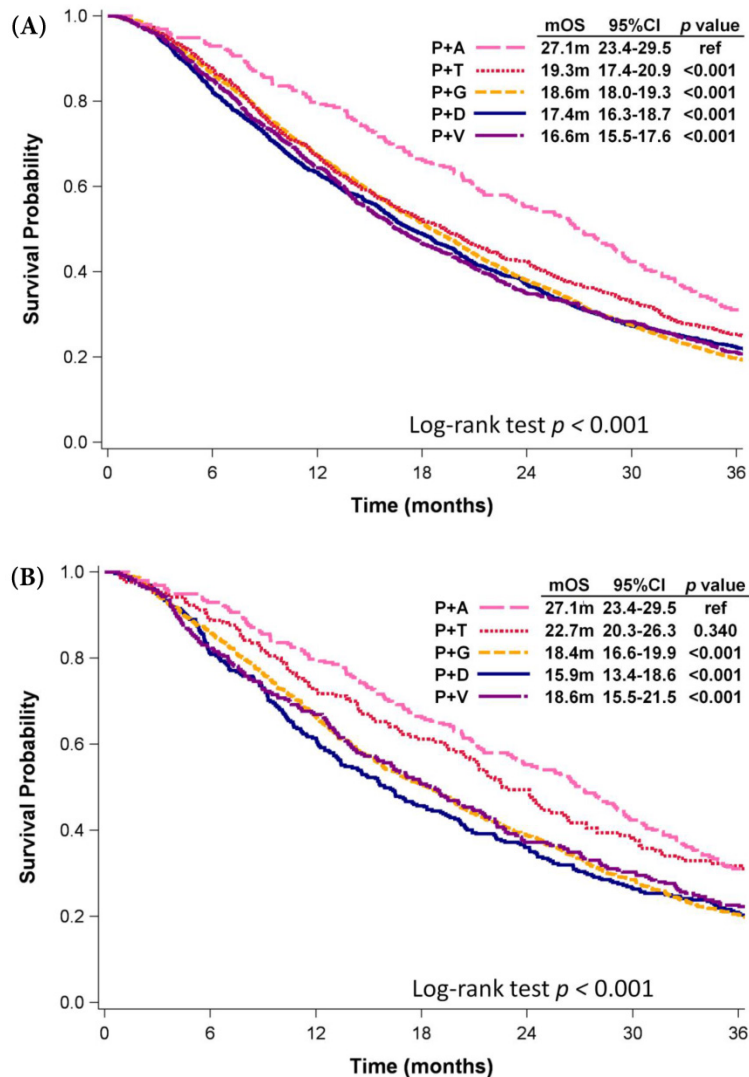 (A)
mOS 95%CI p value
P+A 27.1m 23.4-29.5 ref
P+T 19.3m 17.4-20.9 <0.001
P+G 18.6m 18.0-19.3 <0.001
P+D 17.4m 16.3-18.7 <0.001
P+V 16.6m 15.5-17.6 <0.001
1.0
0.8
0.6
0.4
0.2
0.0
Survival Probability
Log-rank test p < 0.001
0 6 12 18 24 30 36
Time (months)
(B)
mOS 95%CI p value
P+A 27.1m 23.4-29.5 ref
P+T 22.7m 20.3-26.3 0.340
P+G 18.4m 16.6-19.9 <0.001
P+D 15.9m 13.4-18.6 <0.001
P+V 18.6m 15.5-21.5 <0.001
1.0
0.8
0.6
0.4
0.2
0.0
Survival Probability
Log-rank test p < 0.001
0 6 12 18 24 30 36
Time (months)